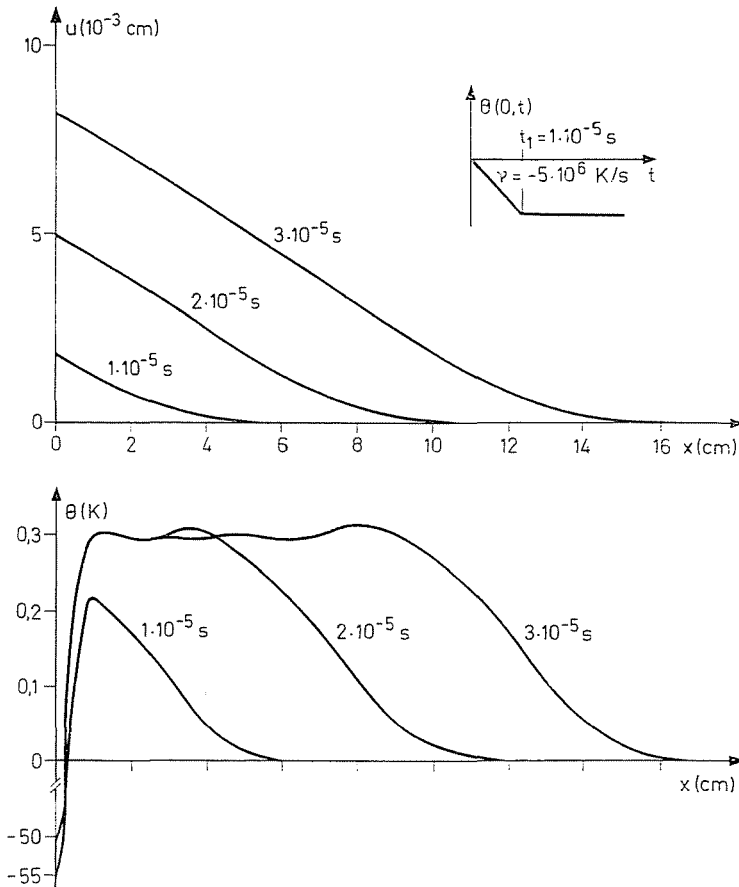 u(10⁻³ cm)
10
5
0
θ(0,t)
t₁=1·10⁻⁵ s
γ = -5·10⁶ K/s t
3·10⁻⁵ s
2·10⁻⁵ s
1·10⁻⁵ s
0 2 4 6 8 10 12 14 16 x(cm)
θ(K)
0,3
0,2
0,1
0
-50
-55
1·10⁻⁵ s
2·10⁻⁵ s
3·10⁻⁵ s
x(cm)